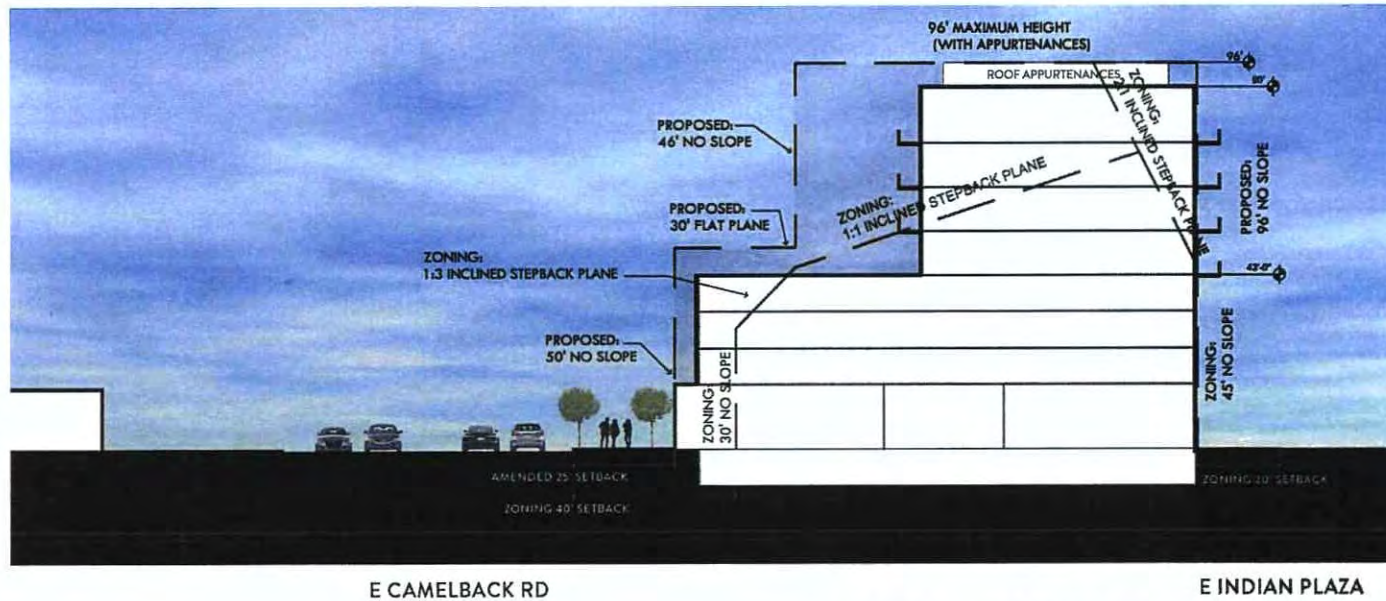 96' MAXIMUM HEIGHT
(WITH APPURTENANCES)
96'
90'
ROOF APPURTENANCES
ZONING:
2:1 INCLINED STEPBACK PLANE
PROPOSED:
46' NO SLOPE
PROPOSED:
96' NO SLOPE
ZONING:
1:1 INCLINED STEPBACK PLANE
PROPOSED:
30' FLAT PLANE
ZONING:
1:3 INCLINED STEPBACK PLANE
43'-0"
PROPOSED:
50' NO SLOPE
ZONING:
30' NO SLOPE
ZONING:
45' NO SLOPE
AMENDED 25' SETBACK
ZONING 20' SETBACK
ZONING 40' SETBACK
E CAMELBACK RD
E INDIAN PLAZA